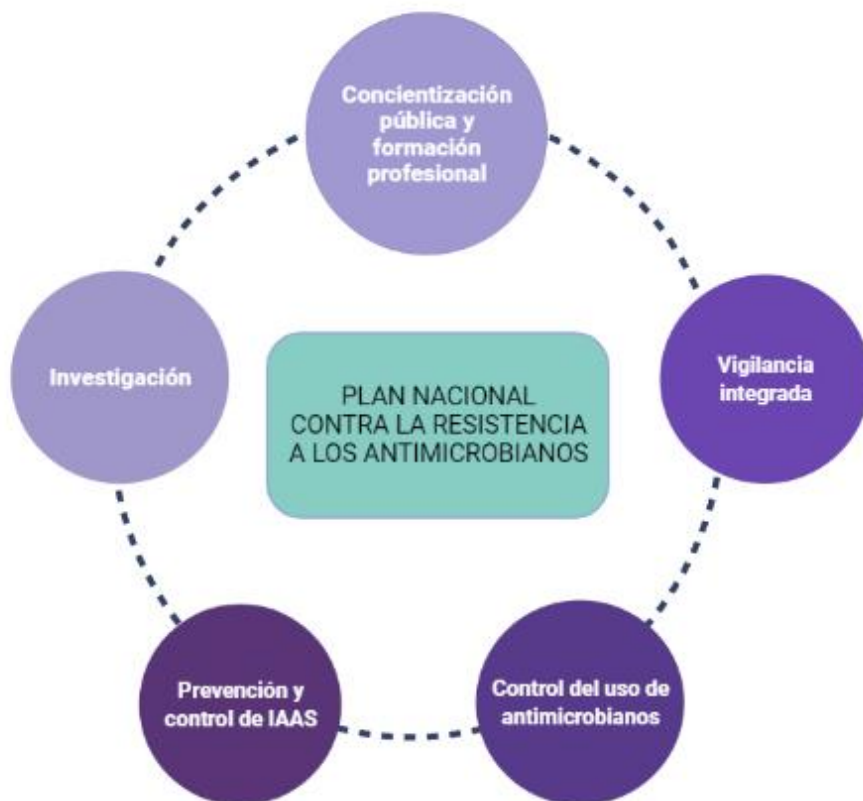 Concientización
pública y
formación
profesional
Investigación
Vigilancia
integrada
PLAN NACIONAL
CONTRA LA RESISTENCIA
A LOS ANTIMICROBIANOS
Prevención y
control de IAAS
Control del uso de
antimicrobianos